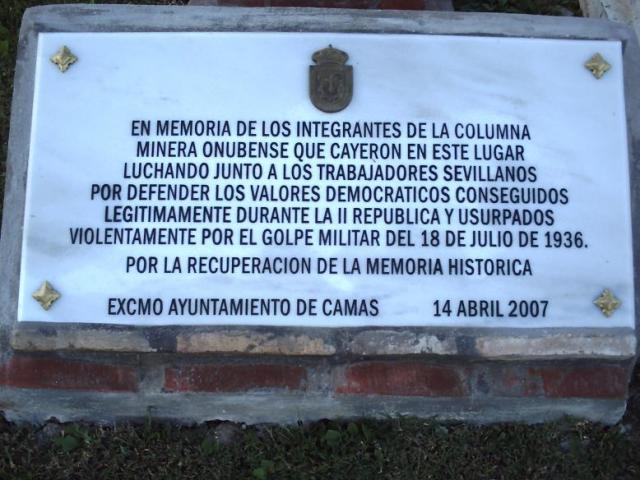 EN MEMORIA DE LOS INTEGRANTES DE LA COLUMNA
MINERA ONUBENSE QUE CAYERON EN ESTE LUGAR
LUCHANDO JUNTO A LOS TRABAJADORES SEVILLANOS
POR DEFENDER LOS VALORES DEMOCRATICOS CONSEGUIDOS
LEGITIMAMENTE DURANTE LA II REPUBLICA Y USURPADOS
VIOLENTAMENTE POR EL GOLPE MILITAR DEL 18 DE JULIO DE 1936.
POR LA RECUPERACION DE LA MEMORIA HISTORICA
EXCMO AYUNTAMIENTO DE CAMAS 14 ABRIL 2007